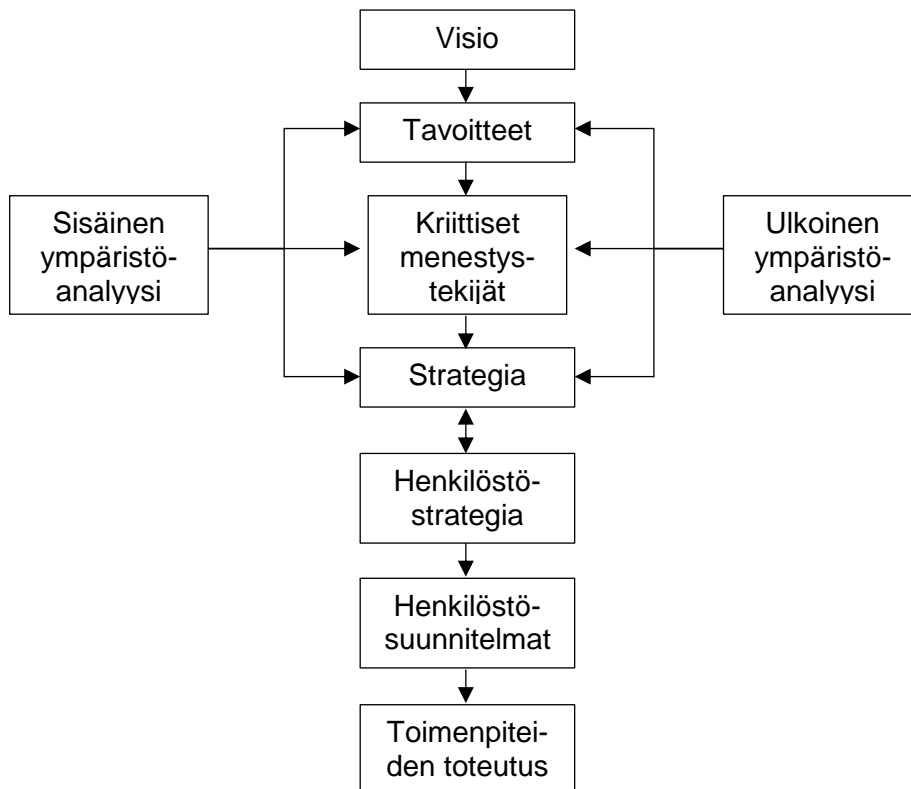 Visio
Tavoitteet
Sisäinen
ympäristö-
analyysi
Kriittiset
menestys-
tekijät
Ulkoinen
ympäristö-
analyysi
Strategia
Henkilöstö-
strategia
Henkilöstö-
suunnitelmat
Toimenpitei-
den toteutus